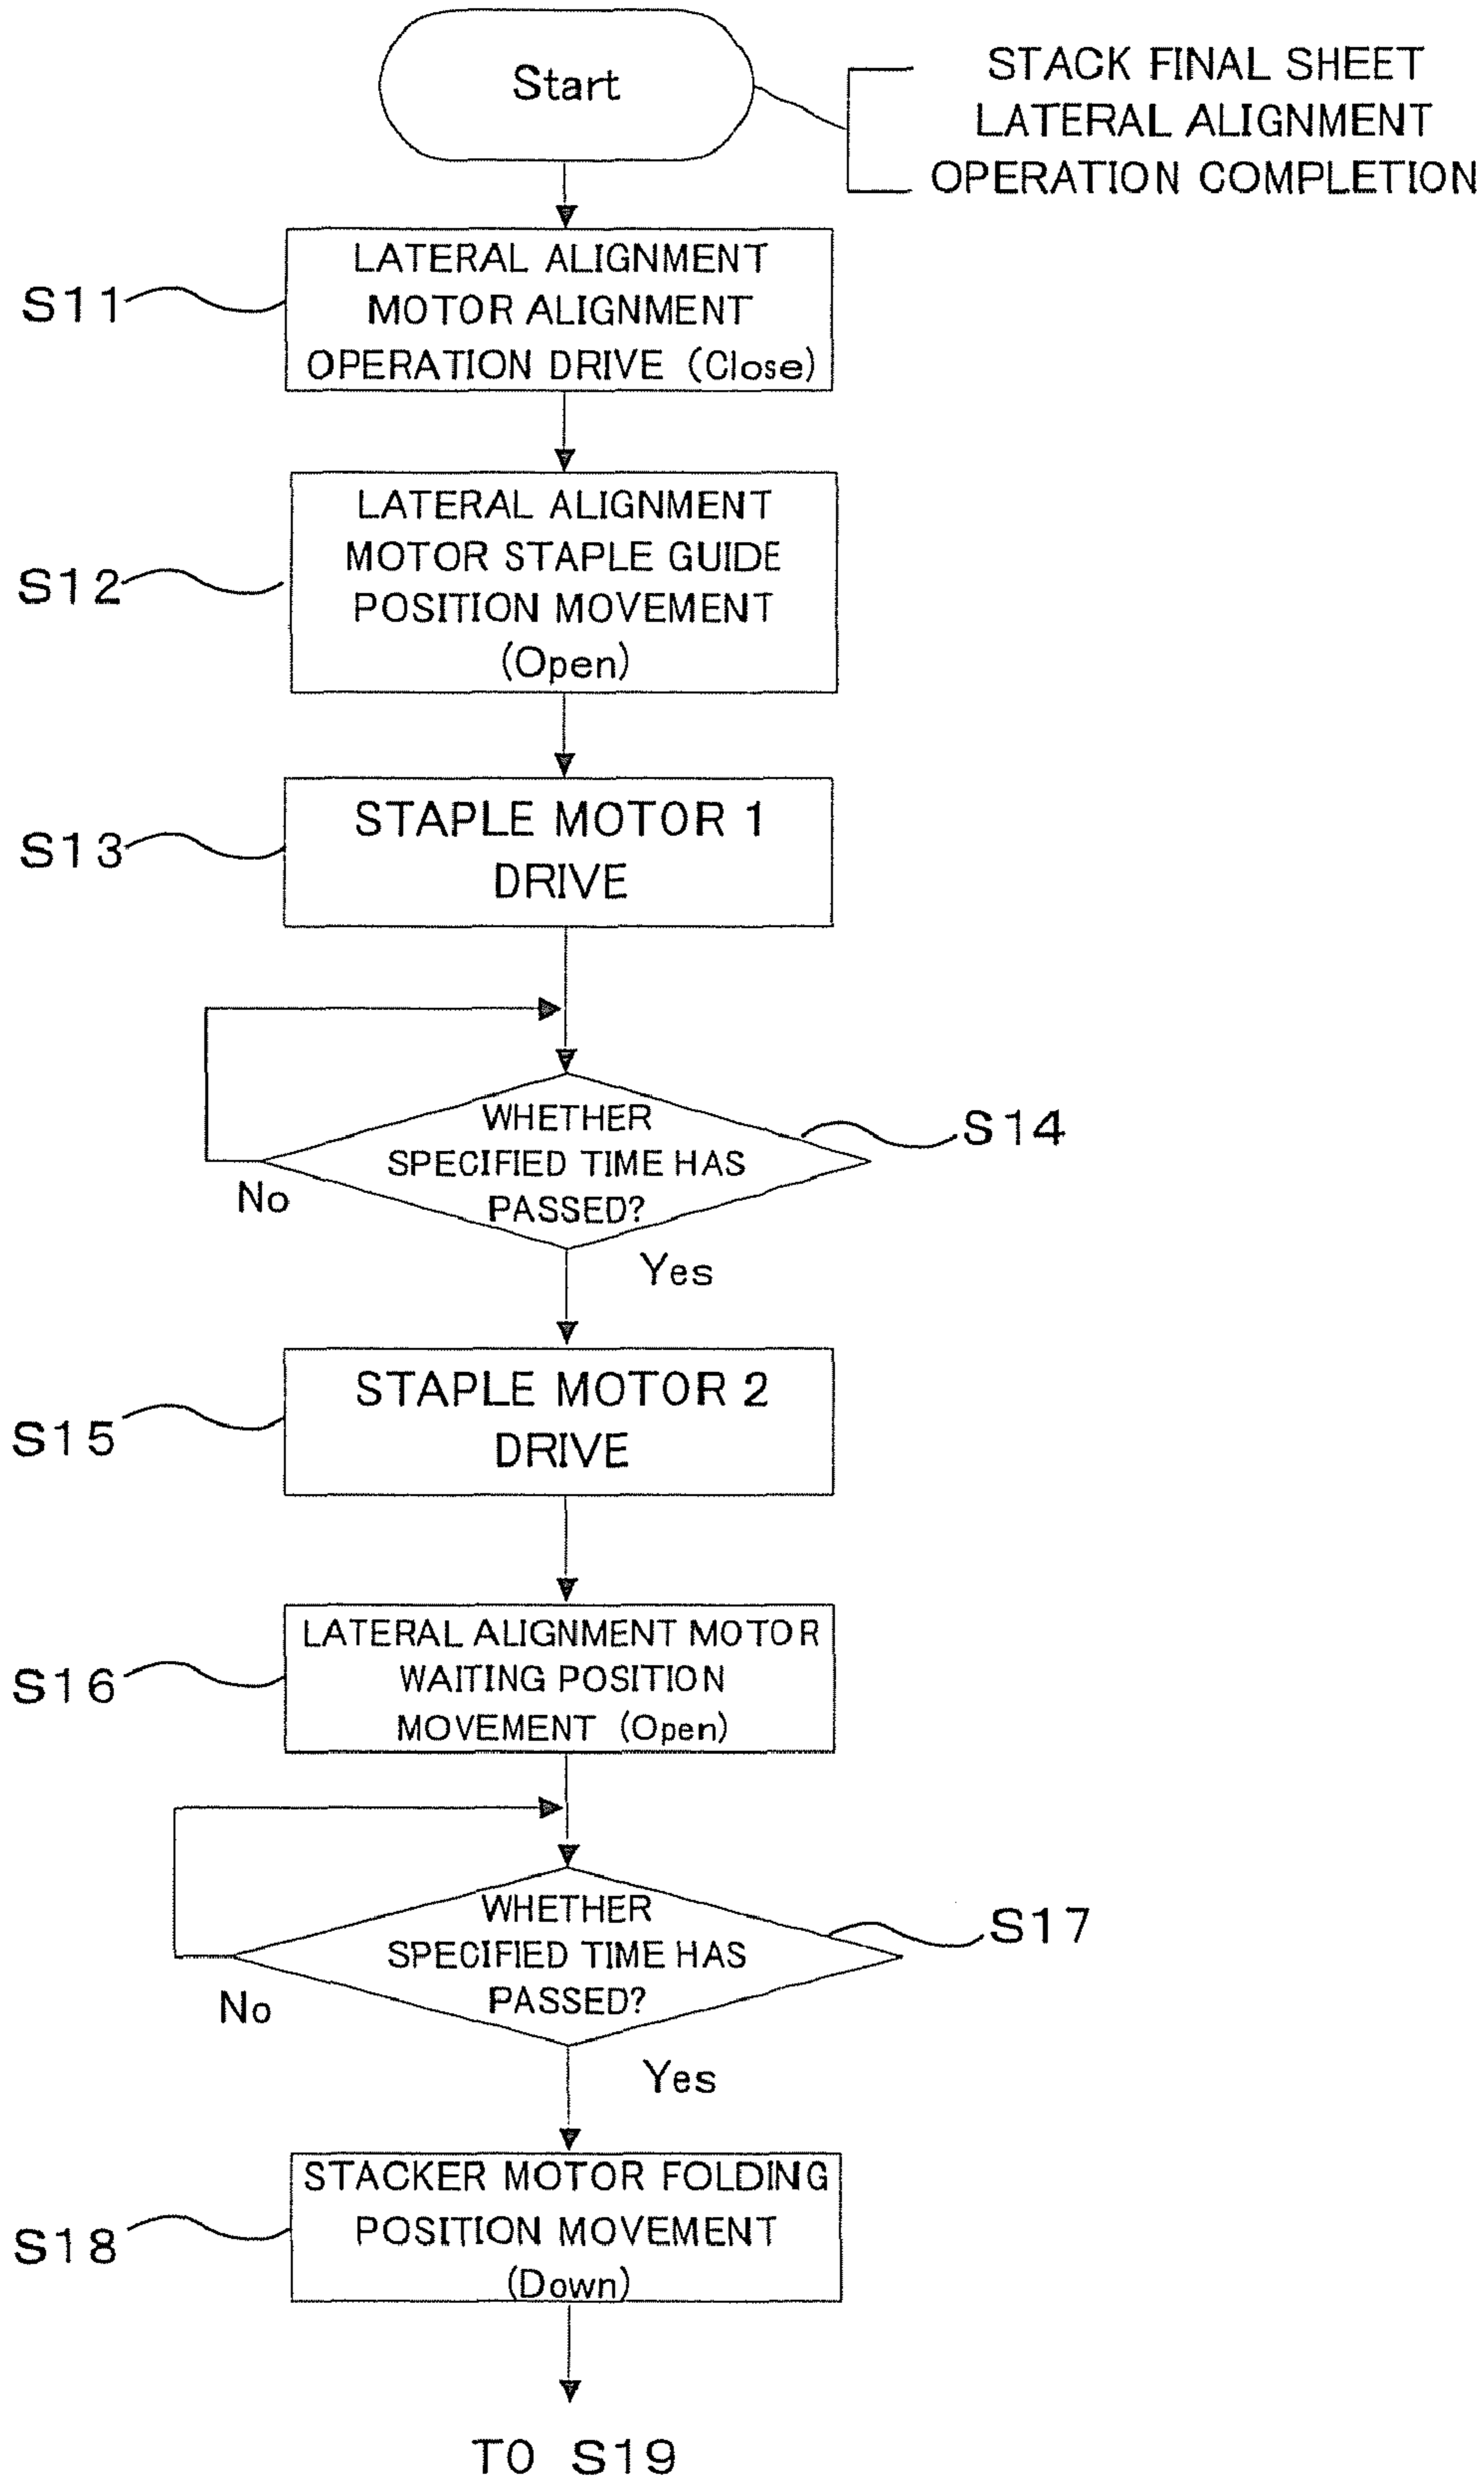 Start
STACK FINAL SHEET
LATERAL ALIGNMENT
OPERATION COMPLETION
S11
LATERAL ALIGNMENT
MOTOR ALIGNMENT
OPERATION DRIVE (Close)
S12
LATERAL ALIGNMENT
MOTOR STAPLE GUIDE
POSITION MOVEMENT
(Open)
S13
STAPLE MOTOR 1
DRIVE
S14
WHETHER
SPECIFIED TIME HAS
PASSED?
No
Yes
S15
STAPLE MOTOR 2
DRIVE
S16
LATERAL ALIGNMENT MOTOR
WAITING POSITION
MOVEMENT (Open)
S17
WHETHER
SPECIFIED TIME HAS
PASSED?
No
Yes
S18
STACKER MOTOR FOLDING
POSITION MOVEMENT
(Down)
TO S19